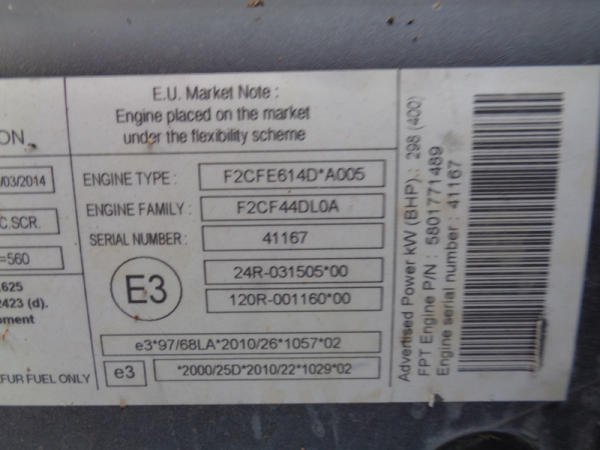 E.U. Market Note :
Engine placed on the market
under the flexibility scheme
ON.
/03/2014
C.SCR.
=560
1625
2423 (d).
pment
FUR FUEL ONLY
ENGINE TYPE : F2CFE614D*A005
ENGINE FAMILY : F2CF44DL0A
SERIAL NUMBER : 41167
E3
24R-031505*00
120R-001160*00
e3*97/68LA*2010/26*1057*02
e3 *2000/25D*2010/22*1029*02
Advertised Power kW (BHP) : 298 (400)
FPT Engine P/N : 5801771489
Engine serial number : 41167